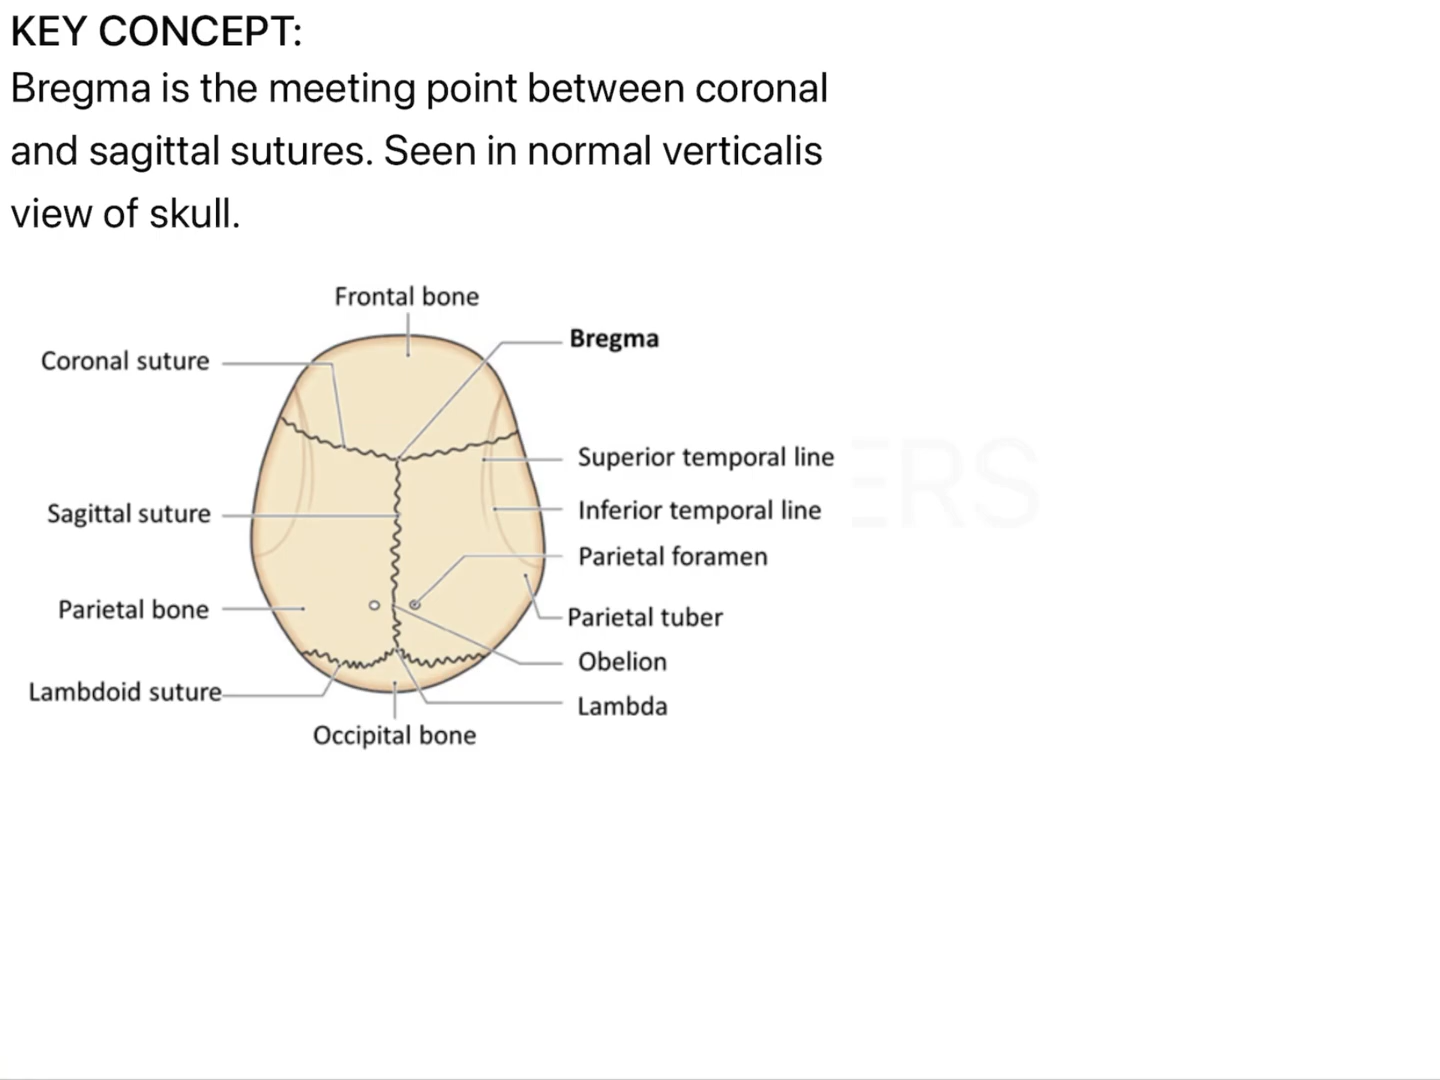 KEY CONCEPT:
Bregma is the meeting point between coronal
and sagittal sutures. Seen in normal verticalis
view of skull.
Frontal bone
Bregma
Coronal suture
Superior temporal line
Sagittal suture
Inferior temporal line
Parietal foramen
Parietal bone
Parietal tuber
Obelion
Lambdoid suture
Lambda
Occipital bone
ERS